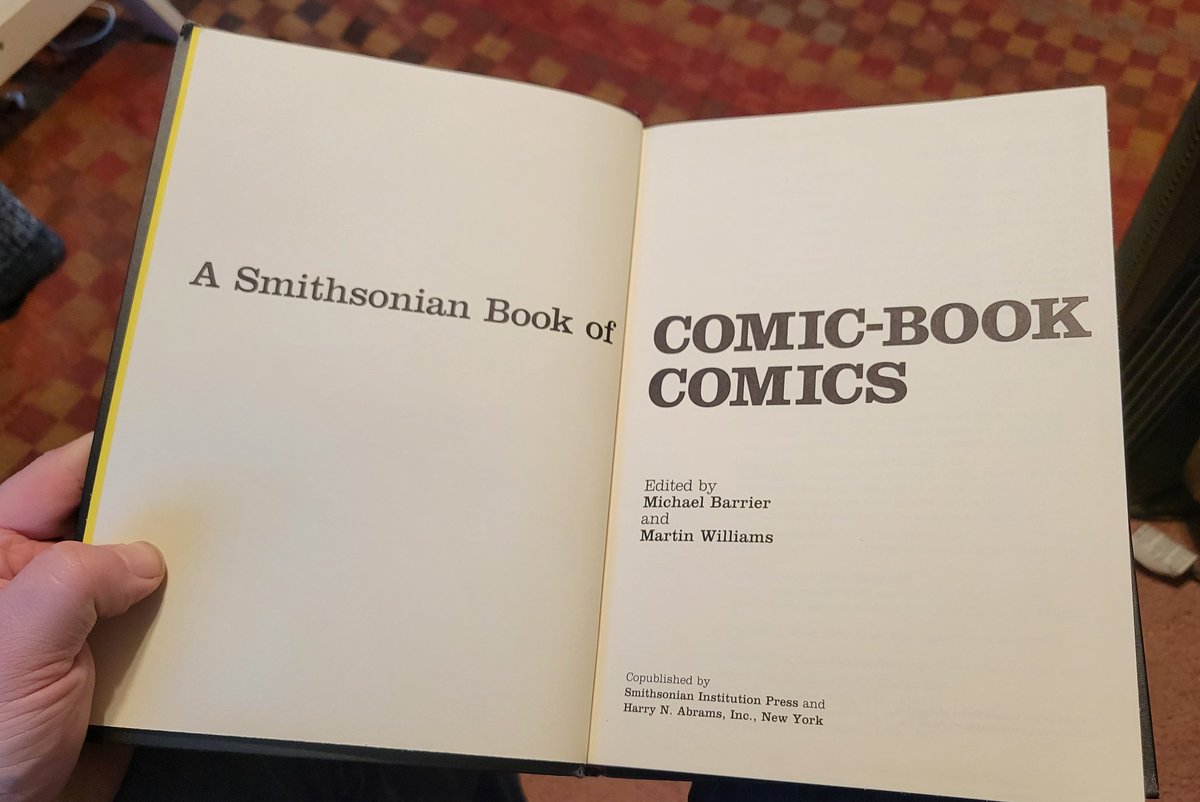 A Smithsonian Book of
COMIC-BOOK
COMICS
Edited by
Michael Barrier
and
Martin Williams
Copublished by
Smithsonian Institution Press and
Harry N. Abrams, Inc., New York